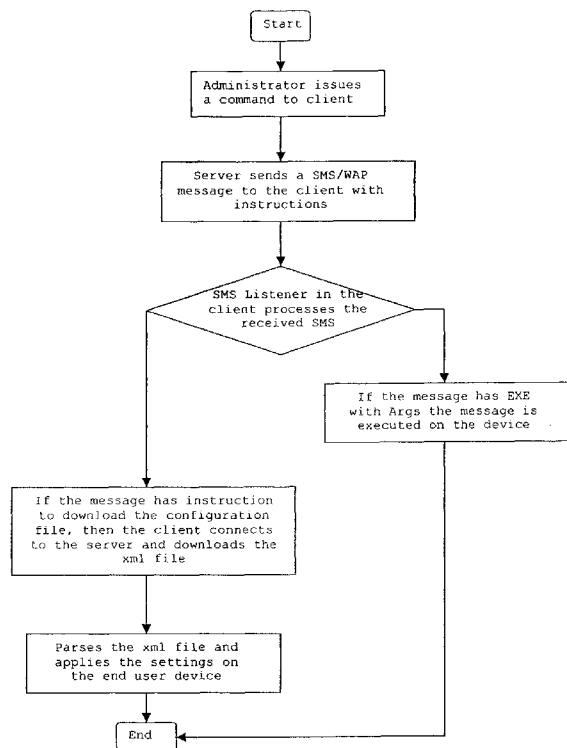 Start
Administrator issues
a command to client
Server sends a SMS/WAP
message to the client with
instructions
SMS Listener in the
client processes the
received SMS
If the message has EXE
with Args the message is
executed on the device
If the message has instruction
to download the configuration
file, then the client connects
to the server and downloads the
xml file
Parses the xml file and
applies the settings on
the end user device
End